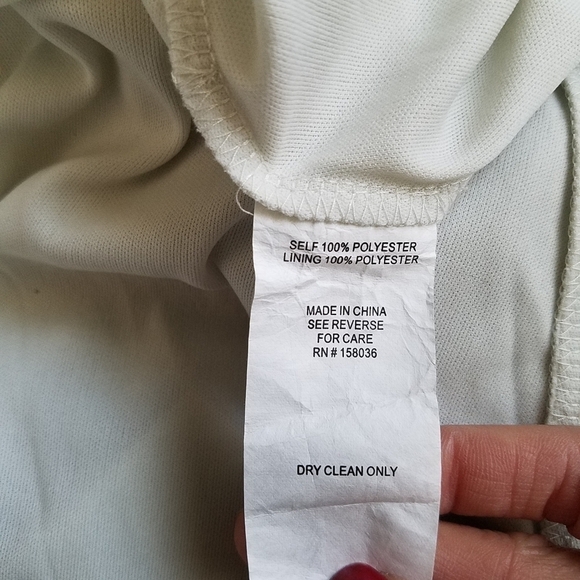 SELF 100% POLYESTER
LINING 100% POLYESTER
MADE IN CHINA
SEE REVERSE
FOR CARE
RN # 158036
DRY CLEAN ONLY